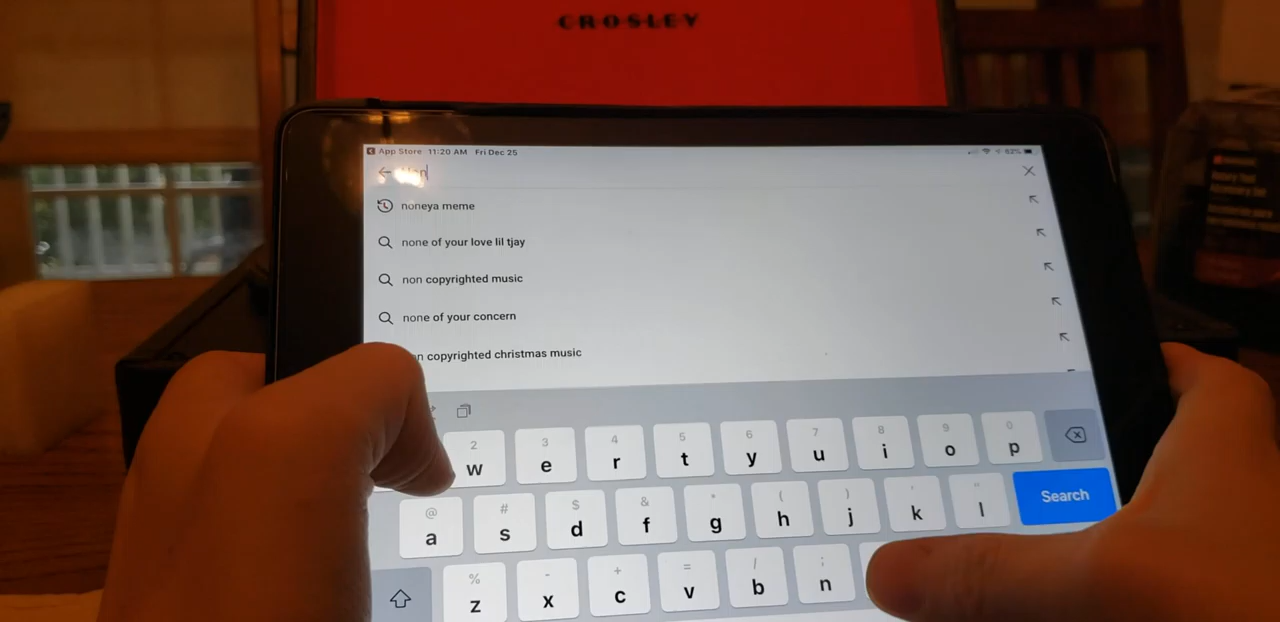 CROSLEY
App Store 11:20 AM Fri Dec 25 62%
noneya meme
none of your love lil tjay
non copyrighted music
none of your concern
n copyrighted christmas music
2 3 4 5 6 7 8 9 0
w e r t y u i o p
@ # $ & * ( ) ' "
a s d f g h j k l Search
% - + = / ;
z x c v b n